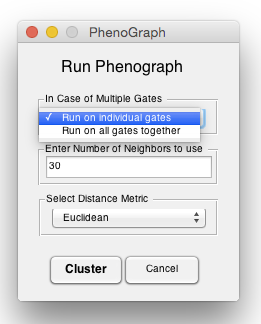 PhenoGraph
Run Phenograph
In Case of Multiple Gates
✓ Run on individual gates
Run on all gates together
Enter Number of Neighbors to use
30
Select Distance Metric
Euclidean
Cluster Cancel